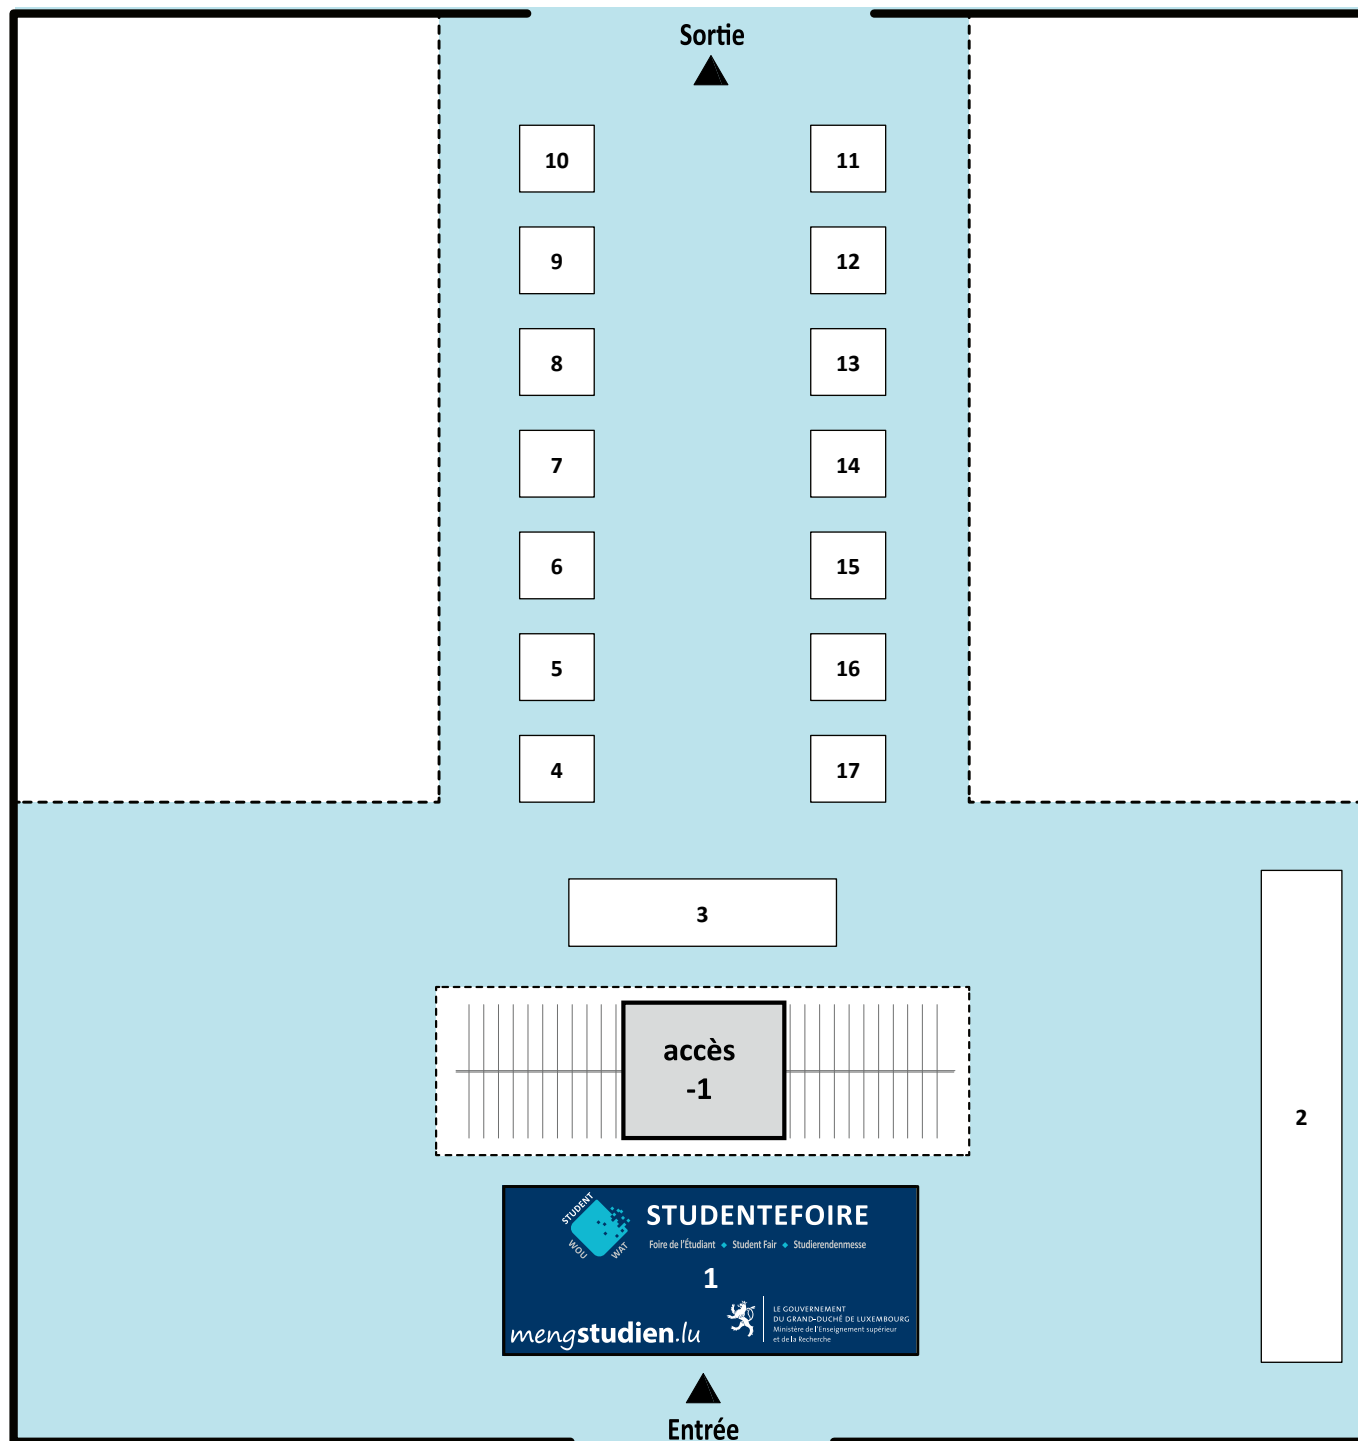 Sortie
10
11
9
12
8
13
7
14
6
15
5
16
4
17
3
accès
-1
2
STUDENT
WOU
WAT
STUDENTEFOIRE
Foire de l'Étudiant ◆ Student Fair ◆ Studierendenmesse
1
mengstudien.lu
LE GOUVERNEMENT
DU GRAND-DUCHÉ DE LUXEMBOURG
Ministère de l'Enseignement supérieur
et de la Recherche
Entrée